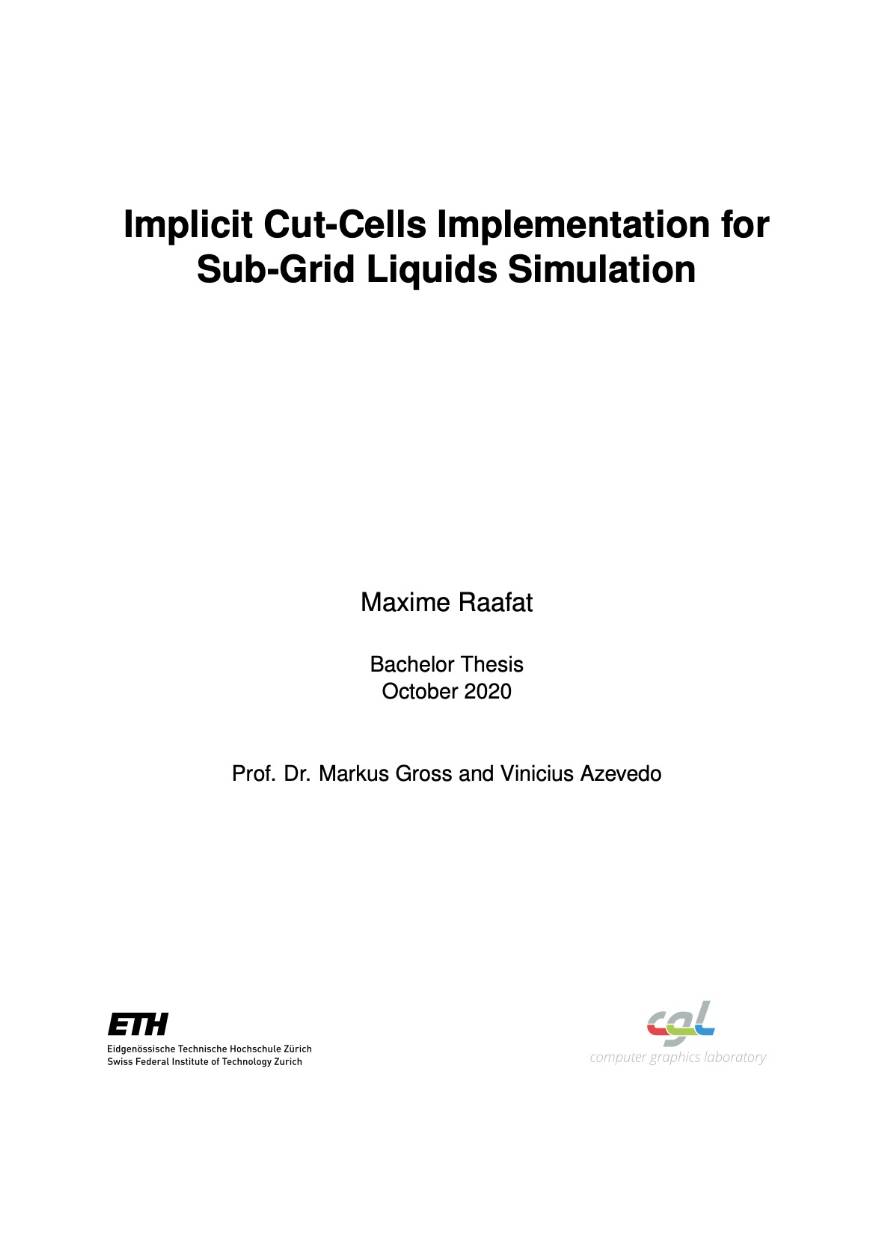 Implicit Cut-Cells Implementation for
Sub-Grid Liquids Simulation
Maxime Raafat
Bachelor Thesis
October 2020
Prof. Dr. Markus Gross and Vinicius Azevedo
ETH
Eidgenössische Technische Hochschule Zürich
Swiss Federal Institute of Technology Zurich
cgl
computer graphics laboratory